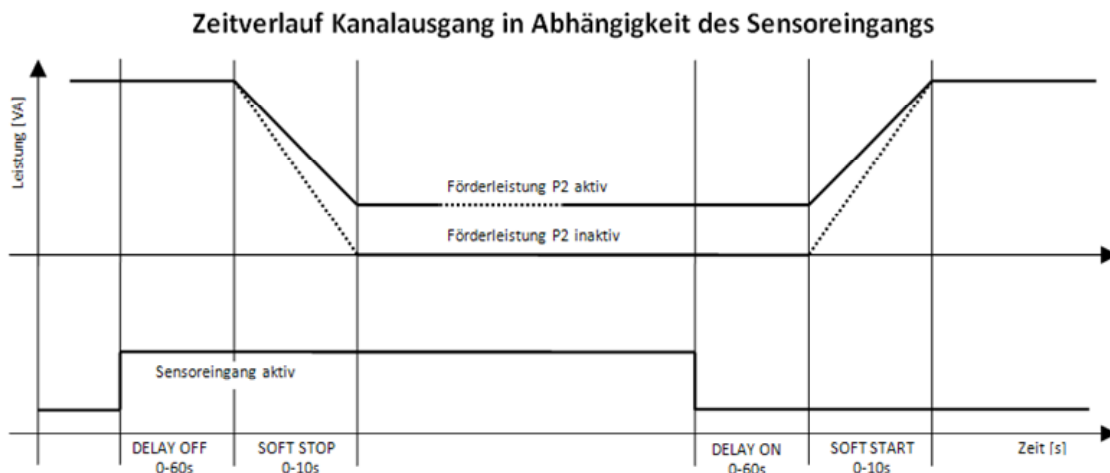 Zeitverlauf Kanalausgang in Abhängigkeit des Sensoreingangs
Leistung [VA]
Förderleistung P2 aktiv
Förderleistung P2 inaktiv
Sensoreingang aktiv
DELAY OFF
0-60s
SOFT STOP
0-10s
DELAY ON
0-60s
SOFT START
0-10s
Zeit [s]